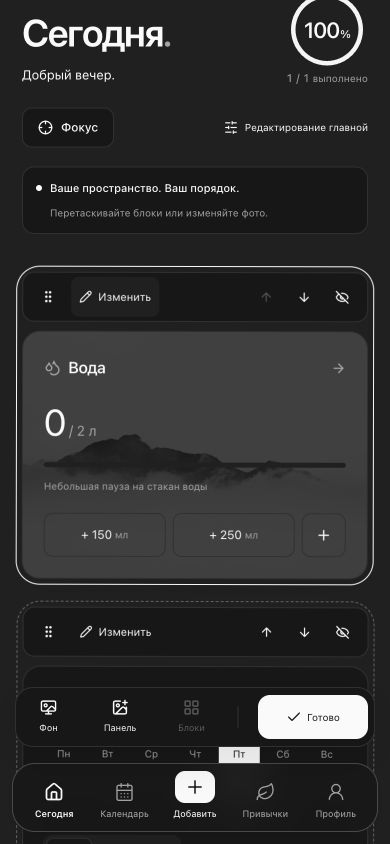 Сегодня.
100%
Добрый вечер.
1 / 1 выполнено
Фокус
Редактирование главной
Ваше пространство. Ваш порядок.
Перетаскивайте блоки или изменяйте фото.
Изменить
Вода
0 / 2 л
Небольшая пауза на стакан воды
+ 150 мл
+ 250 мл
+
Изменить
Фон
Панель
Блоки
Готово
Пн Вт Ср Чт Пт Сб Вс
Сегодня
Календарь
Добавить
Привычки
Профиль